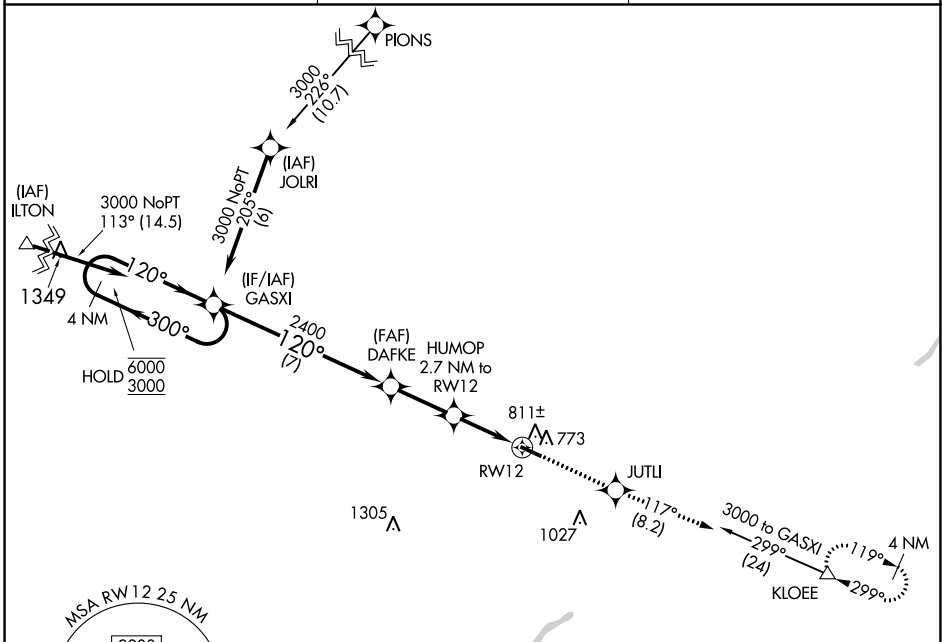 PIONS
3000
226°
(10.7)
(IAF)
JOLRI
3000 NoPT
205°
(6)
(IAF)
ILTON
3000 NoPT
113° (14.5)
1349
120°
4 NM
300°
HOLD 6000
3000
(IF/IAF)
GASXI
2400
120°
(7)
(FAF)
DAFKE
HUMOP
2.7 NM to
RW12
811±
773
RW12
JUTLI
1305
1027
117°
(8.2)
3000 to GASXI
299°
(24)
119°
4 NM
299°
KLOEE
MSA RW12 25 NM